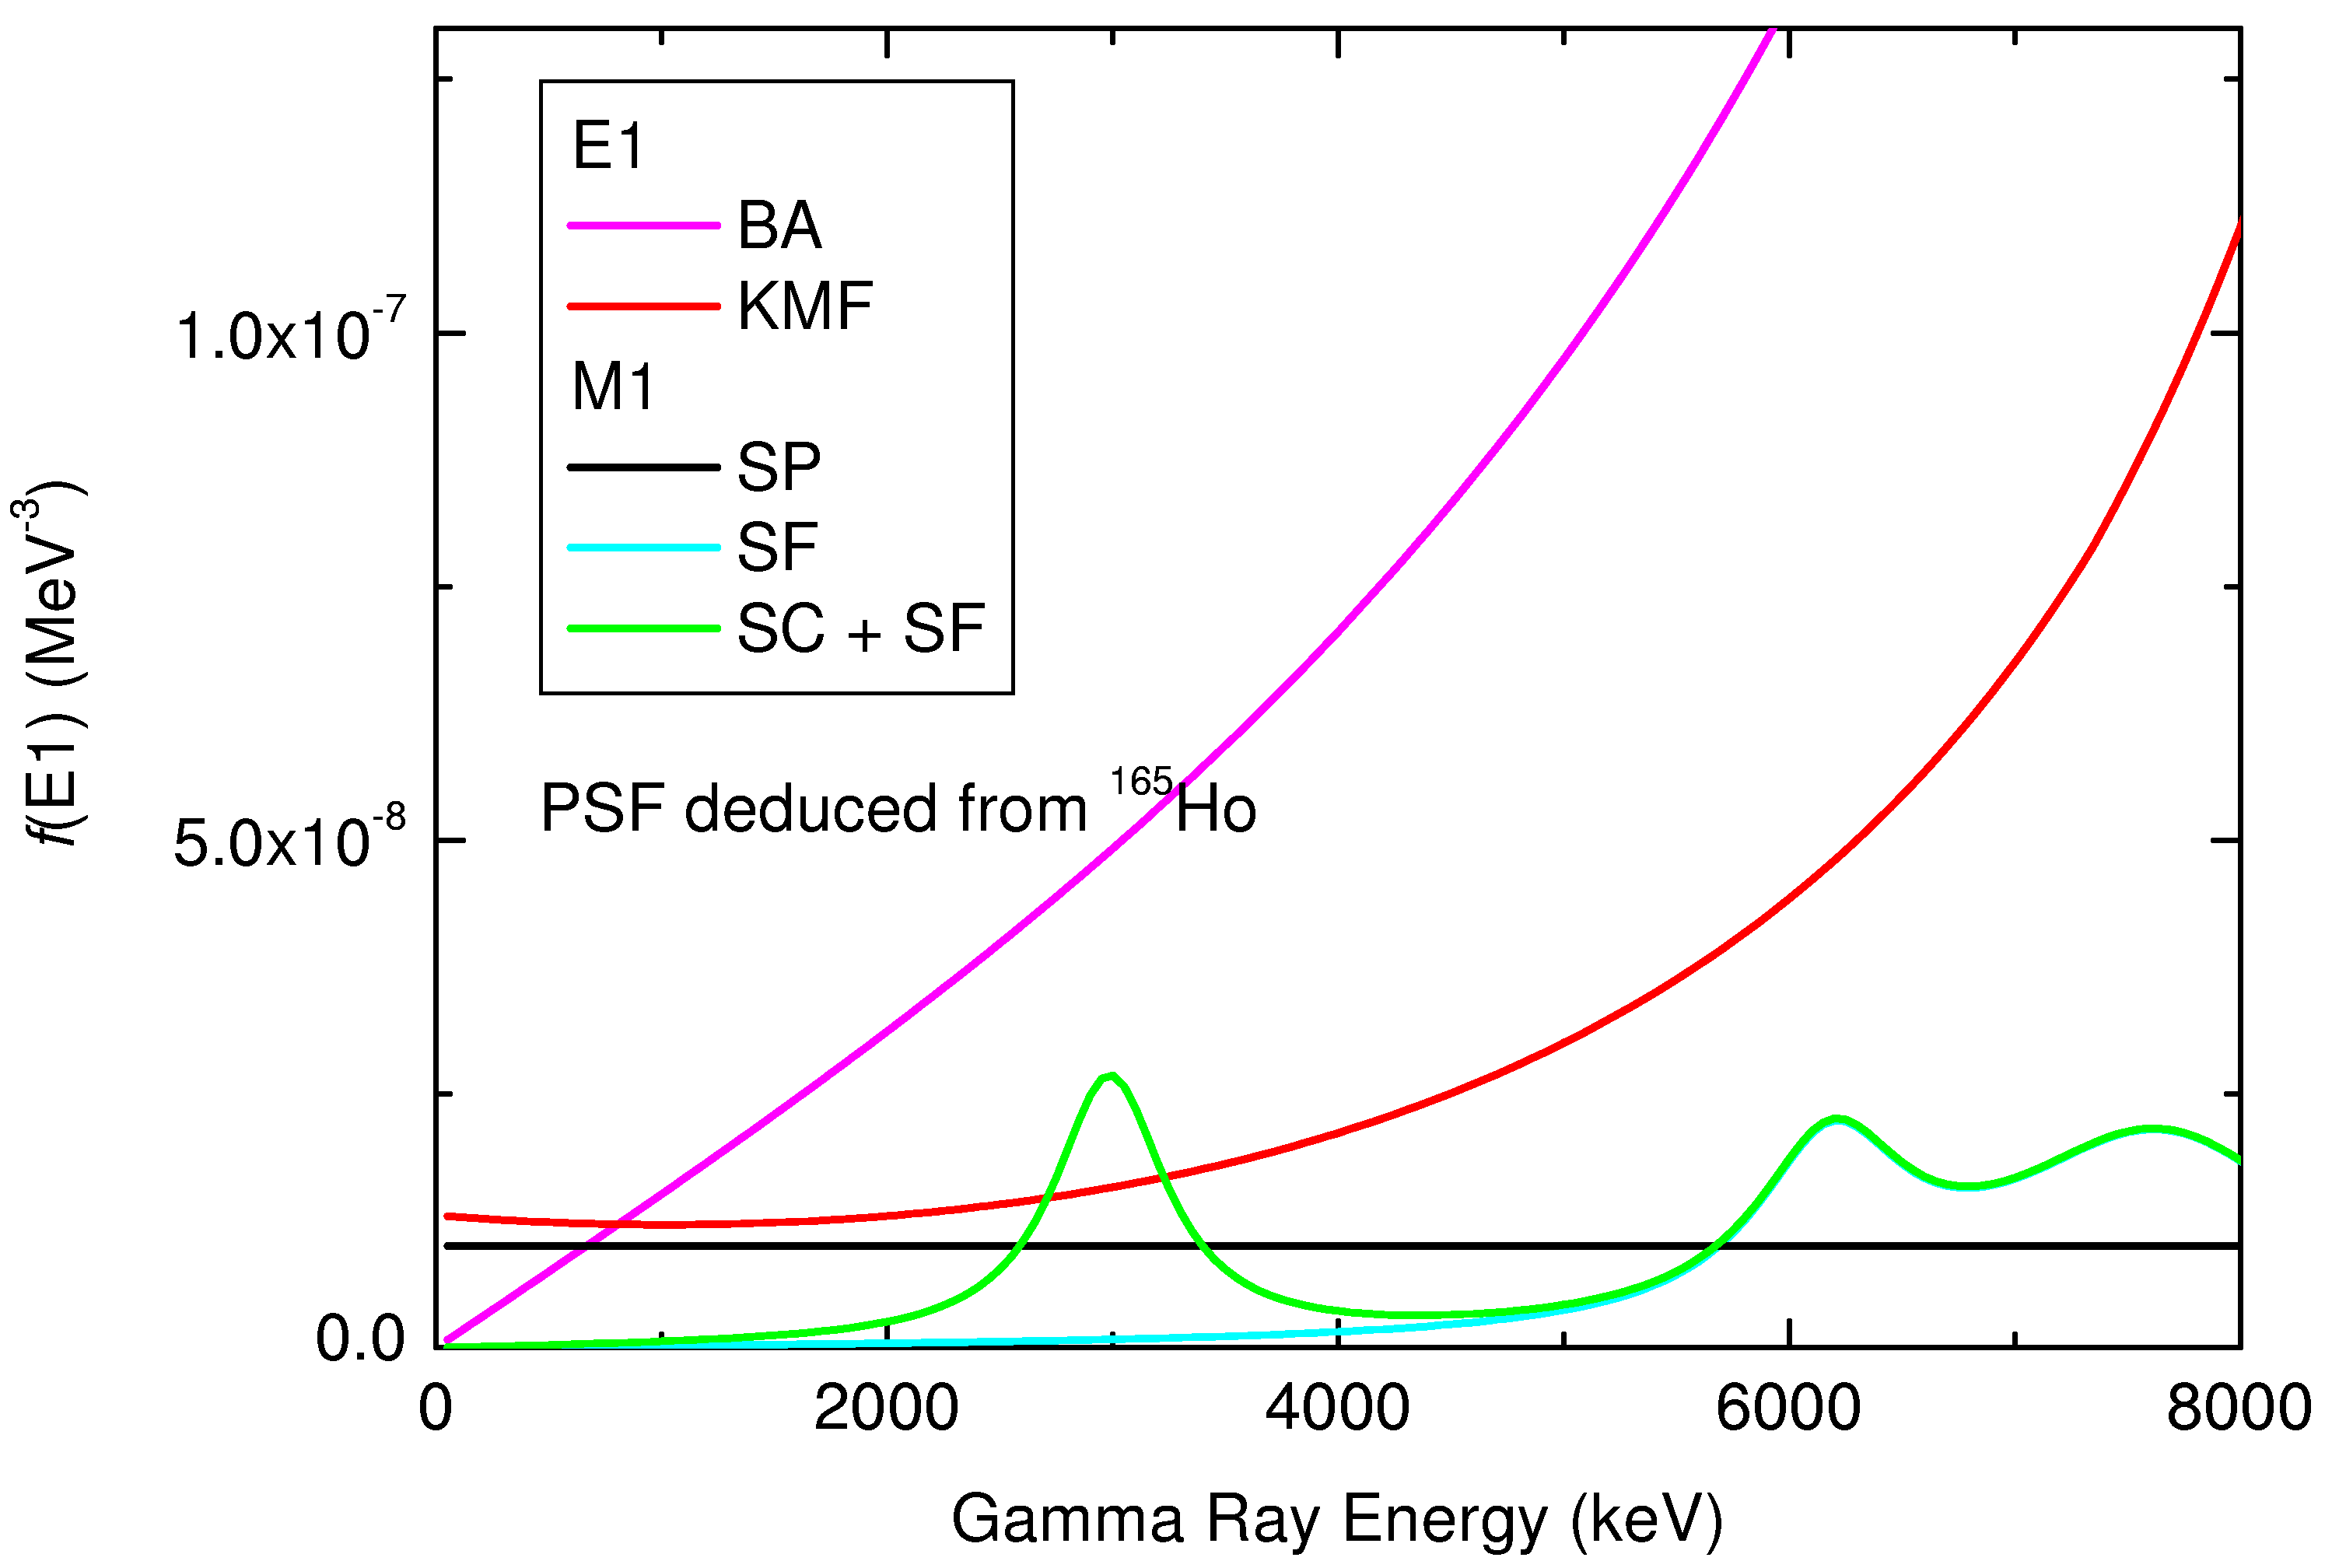 E1
BA
KMF
M1
SP
SF
SC + SF
PSF deduced from ¹⁶⁵Ho
f(E1) (MeV⁻³)
1.0x10⁻⁷
5.0x10⁻⁸
0.0
0 2000 4000 6000 8000
Gamma Ray Energy (keV)